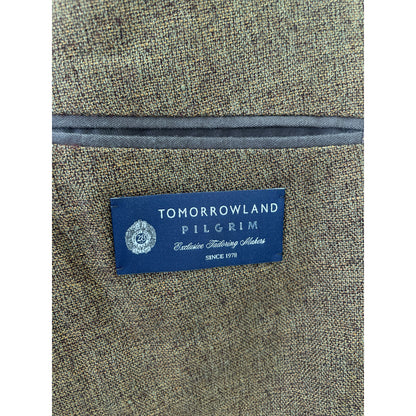 TOMORROWLAND
PILGRIM
Exclusive Tailoring Makers
SINCE 1978